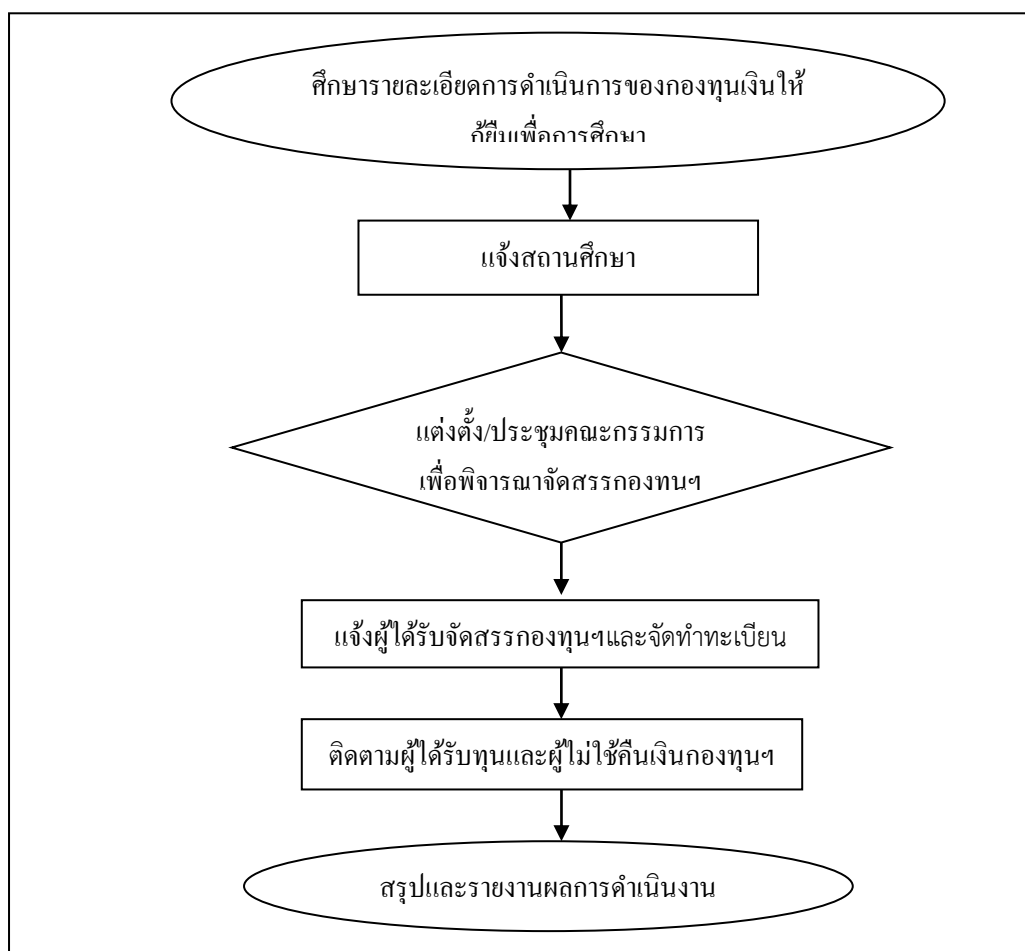 ศึกษารายละเอียดการดำเนินการของกองทุนเงินให้
กู้ยืมเพื่อการศึกษา
แจ้งสถานศึกษา
แต่งตั้ง/ประชุมคณะกรรมการ
เพื่อพิจารณาจัดสรรกองทุนฯ
แจ้งผู้ได้รับจัดสรรกองทุนฯและจัดทำทะเบียน
ติดตามผู้ได้รับทุนและผู้ไม่ใช้คืนเงินกองทุนฯ
สรุปและรายงานผลการดำเนินงาน